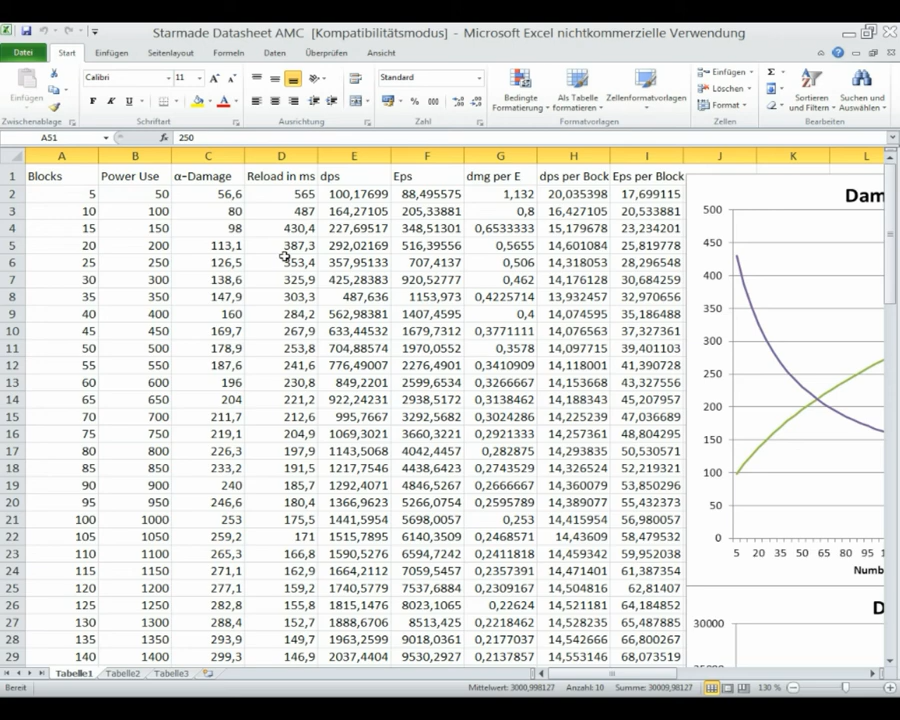 Starmade Datasheet AMC [Kompatibilitätsmodus] - Microsoft Excel nichtkommerzielle Verwendung
Datei Start Einfügen Seitenlayout Formeln Daten Überprüfen Ansicht
Einfügen
Zwischenablage
Calibri 11
F K U
Schriftart
Ausrichtung
Standard
% 000
Zahl
Bedingte Formatierung
Als Tabelle formatieren
Zellenformatvorlagen
Formatvorlagen
Einfügen
Löschen
Format
Zellen
Sortieren und Filtern
Suchen und Auswählen
Bearbeiten
A51 fx 250
A B C D E F G H I J K L
1 Blocks Power Use α-Damage Reload in ms dps Eps dmg per E dps per Bock Eps per Block
2 5 50 56,6 565 100,17699 88,495575 1,132 20,035398 17,699115
3 10 100 80 487 164,27105 205,33881 0,8 16,427105 20,533881
4 15 150 98 430,4 227,69517 348,51301 0,6533333 15,179678 23,234201
5 20 200 113,1 387,3 292,02169 516,39556 0,5655 14,601084 25,819778
6 25 250 126,5 353,4 357,95133 707,4137 0,506 14,318053 28,296548
7 30 300 138,6 325,9 425,28383 920,52777 0,462 14,176128 30,684259
8 35 350 147,9 303,3 487,636 1153,973 0,4225714 13,932457 32,970656
9 40 400 160 284,2 562,98381 1407,4595 0,4 14,074595 35,186488
10 45 450 169,7 267,9 633,44532 1679,7312 0,3771111 14,076563 37,327361
11 50 500 178,9 253,8 704,88574 1970,0552 0,3578 14,097715 39,401103
12 55 550 187,6 241,6 776,49007 2276,4901 0,3410909 14,118001 41,390728
13 60 600 196 230,8 849,2201 2599,6534 0,3266667 14,153668 43,327556
14 65 650 204 221,2 922,24231 2938,5172 0,3138462 14,188343 45,207957
15 70 700 211,7 212,6 995,7667 3292,5682 0,3024286 14,225239 47,036689
16 75 750 219,1 204,9 1069,3021 3660,3221 0,2921333 14,257361 48,804295
17 80 800 226,3 197,9 1143,5068 4042,4457 0,282875 14,293835 50,530571
18 85 850 233,2 191,5 1217,7546 4438,6423 0,2743529 14,326524 52,219321
19 90 900 240 185,7 1292,4071 4846,5267 0,2666667 14,360079 53,850296
20 95 950 246,6 180,4 1366,9623 5266,0754 0,2595789 14,389077 55,432373
21 100 1000 253 175,5 1441,5954 5698,0057 0,253 14,415954 56,980057
22 105 1050 259,2 171 1515,7895 6140,3509 0,2468571 14,43609 58,479532
23 110 1100 265,3 166,8 1590,5276 6594,7242 0,2411818 14,459342 59,952038
24 115 1150 271,1 162,9 1664,2112 7059,5457 0,2357391 14,471401 61,387354
25 120 1200 277,1 159,2 1740,5779 7537,6884 0,2309167 14,504816 62,81407
26 125 1250 282,8 155,8 1815,1476 8023,1065 0,22624 14,521181 64,184852
27 130 1300 288,4 152,7 1888,6706 8513,425 0,2218462 14,528235 65,487885
28 135 1350 293,9 149,7 1963,2599 9018,0361 0,2177037 14,542666 66,800267
29 140 1400 299,3 146,9 2037,4404 9530,2927 0,2137857 14,553146 68,073519
Dam
500
450
400
350
300
250
200
150
100
50
0
5 20 35 50 65 80
Numb
D
30000
Tabelle1 Tabelle2 Tabelle3
Bereit Mittelwert: 3000,998127 Anzahl: 10 Summe: 30009,98127 130 %